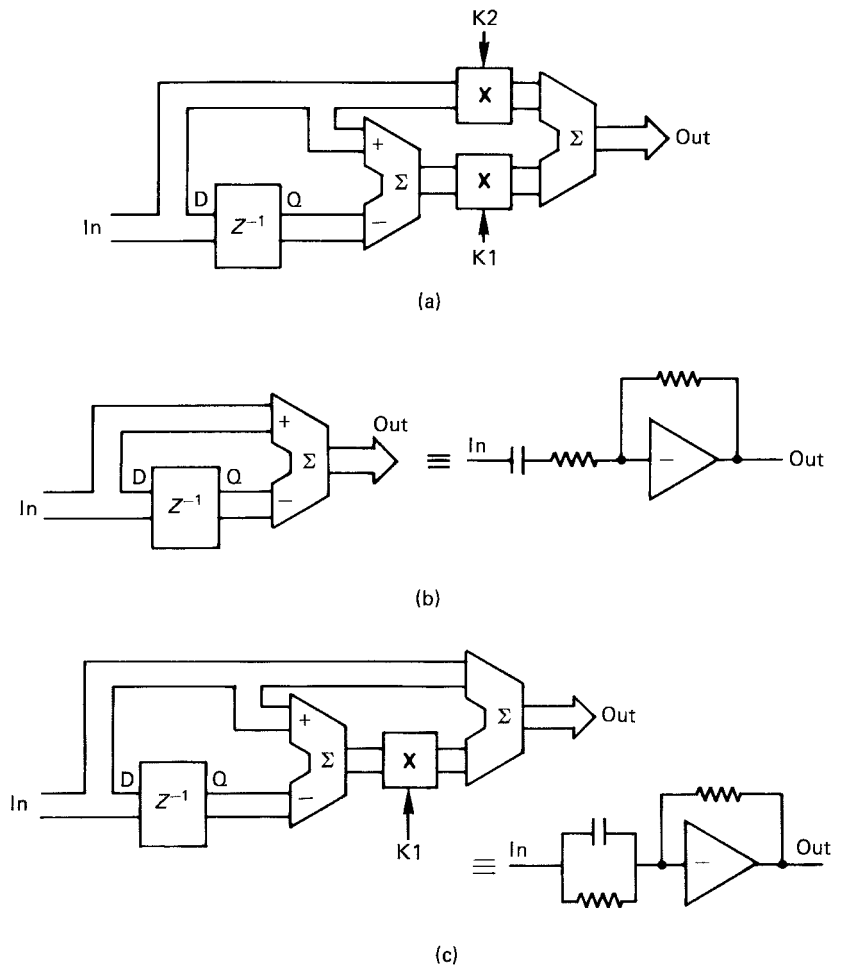 K2
X
+
Σ
Out
Σ
X
D
Q
In
Z⁻¹
−
K1
(a)
+
Out
Σ
≡
In
−
Out
D
Q
In
Z⁻¹
−
(b)
+
Σ
Out
Σ
D
Q
X
In
Z⁻¹
−
K1
≡
In
−
Out
(c)